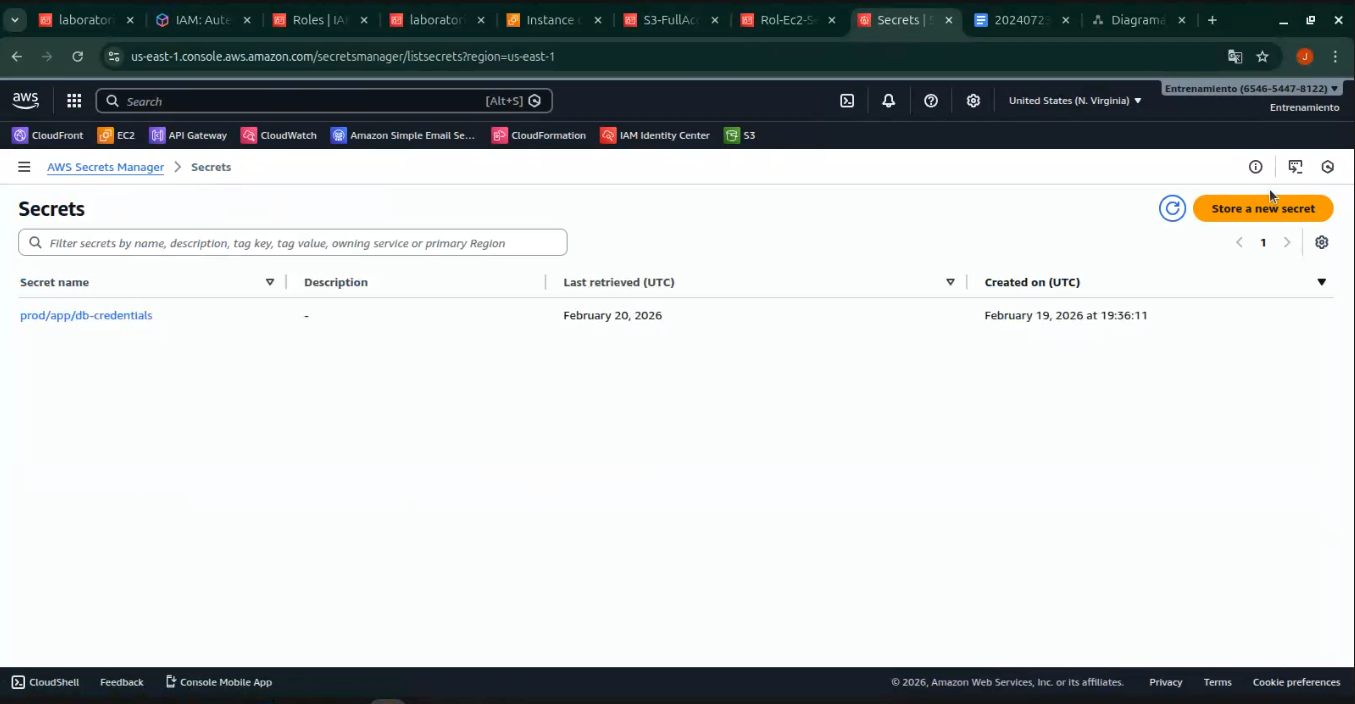 laborator IAM: Aute Roles | IA laborator Instance S3-FullAc Rol-Ec2-S Secrets | S 20240723 Diagrama
us-east-1.console.aws.amazon.com/secretsmanager/listsecrets?region=us-east-1 J
aws Search [Alt+S] United States (N. Virginia) Entrenamiento (6546-5447-8122)
Entrenamiento
CloudFront EC2 API Gateway CloudWatch Amazon Simple Email Se... CloudFormation IAM Identity Center S3
AWS Secrets Manager > Secrets
Secrets Store a new secret
Filter secrets by name, description, tag key, tag value, owning service or primary Region 1
Secret name Description Last retrieved (UTC) Created on (UTC)
prod/app/db-credentials - February 20, 2026 February 19, 2026 at 19:36:11
CloudShell Feedback Console Mobile App © 2026, Amazon Web Services, Inc. or its affiliates. Privacy Terms Cookie preferences